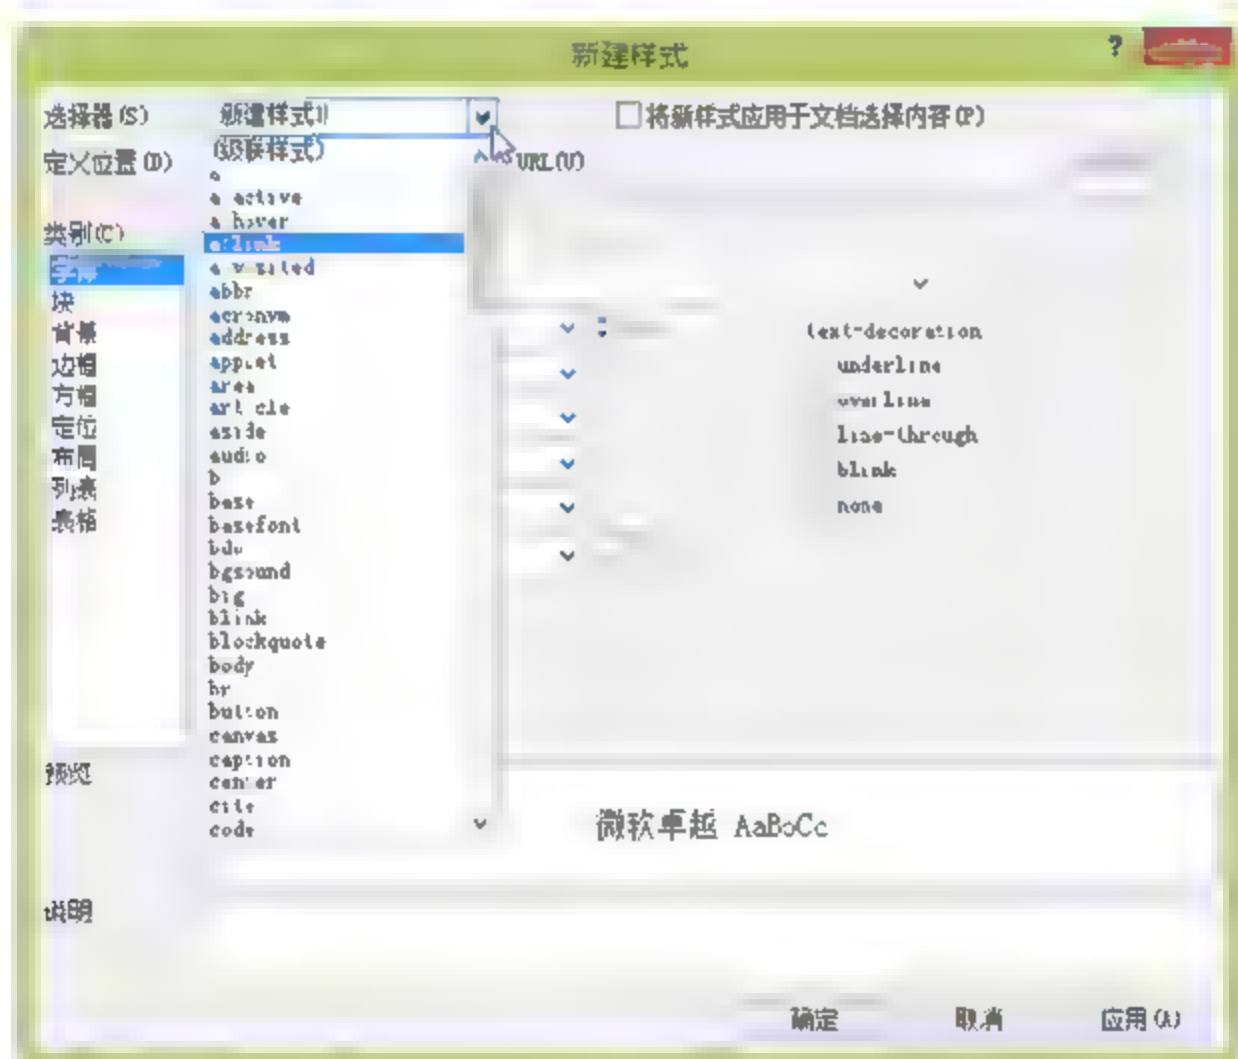 新建样式
?
选择器(S)
新建样式1
将新样式应用于文档选择内容(P)
定义位置(D)
(级联样式)
URL(U)
类别(C)
字体
块
背景
边框
方框
定位
布局
列表
表格
a
a:active
a:hover
a:link
a:visited
abbr
acronym
address
applet
area
article
aside
audio
b
base
basefont
bdo
bgsound
big
blink
blockquote
body
br
button
canvas
caption
center
cite
code
text-decoration
underline
overline
line-through
blink
none
预览
微软卓越 AaBbCc
说明
确定
取消
应用(A)